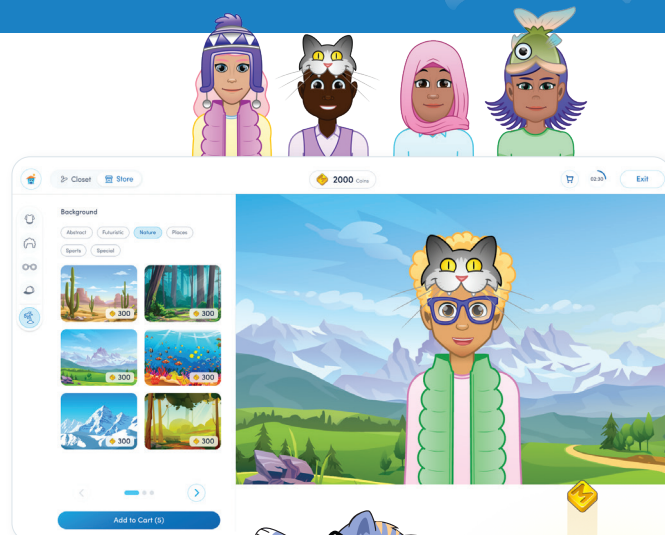 Closet
Store
2000 Coins
02:30
Exit
Background
Abstract
Futuristic
Nature
Places
Sports
Special
300
300
300
300
300
300
Add to Cart (5)
M